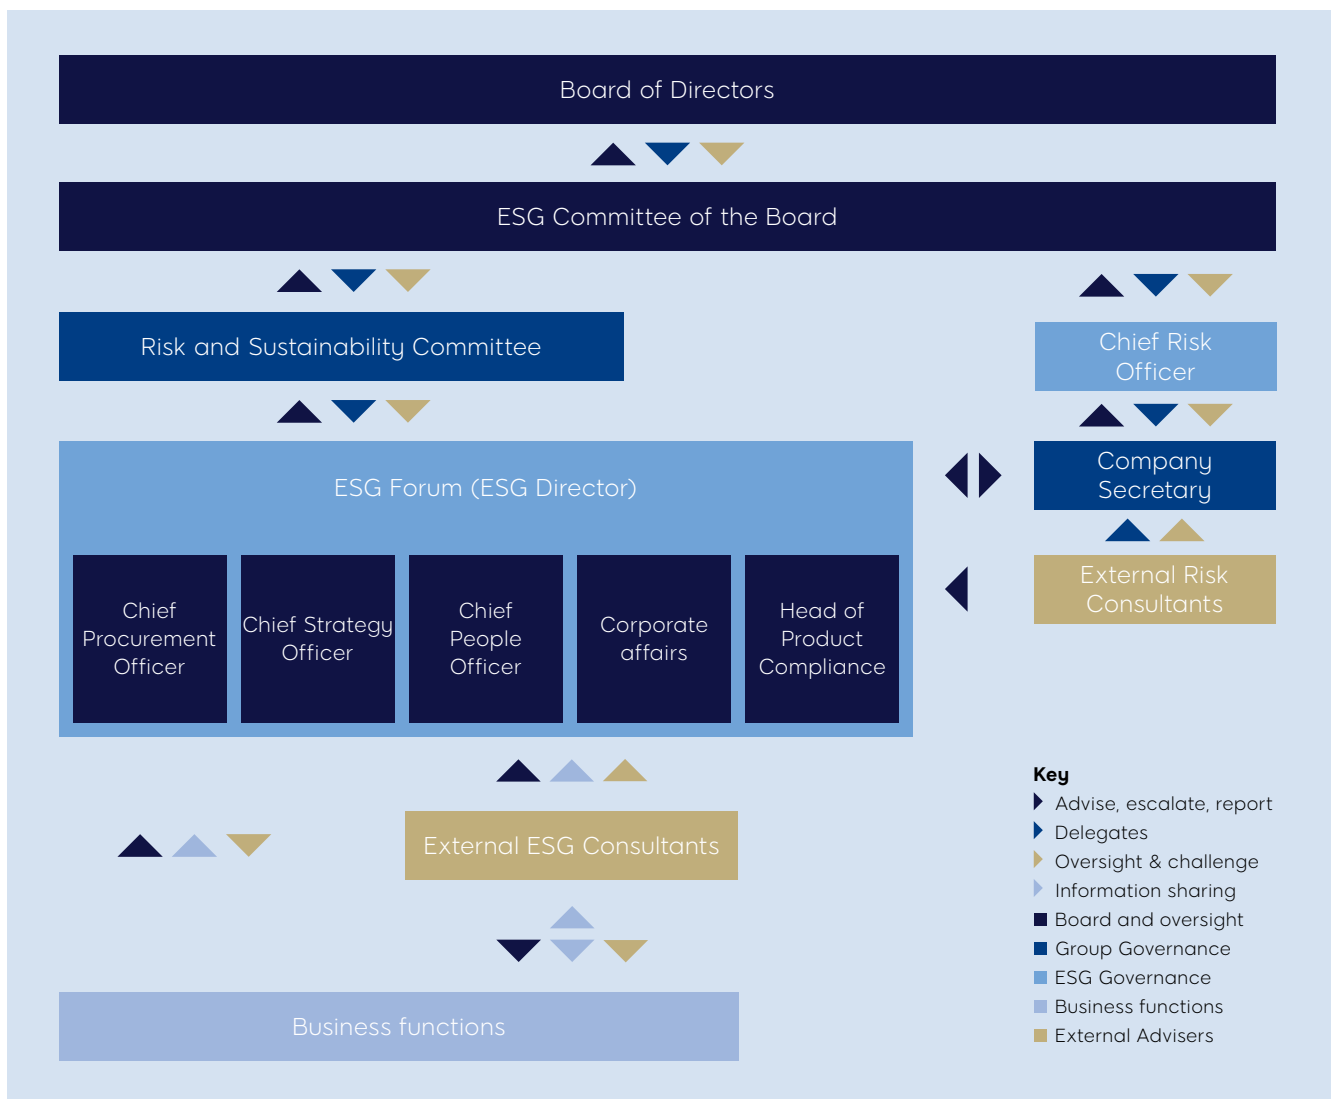 Board of Directors
ESG Committee of the Board
Risk and Sustainability Committee
Chief Risk
Officer
Company
Secretary
External Risk
Consultants
ESG Forum (ESG Director)
Chief
Procurement
Officer
Chief Strategy
Officer
Chief
People
Officer
Corporate
affairs
Head of
Product
Compliance
External ESG Consultants
Business functions
Key
Advise, escalate, report
Delegates
Oversight & challenge
Information sharing
Board and oversight
Group Governance
ESG Governance
Business functions
External Advisers